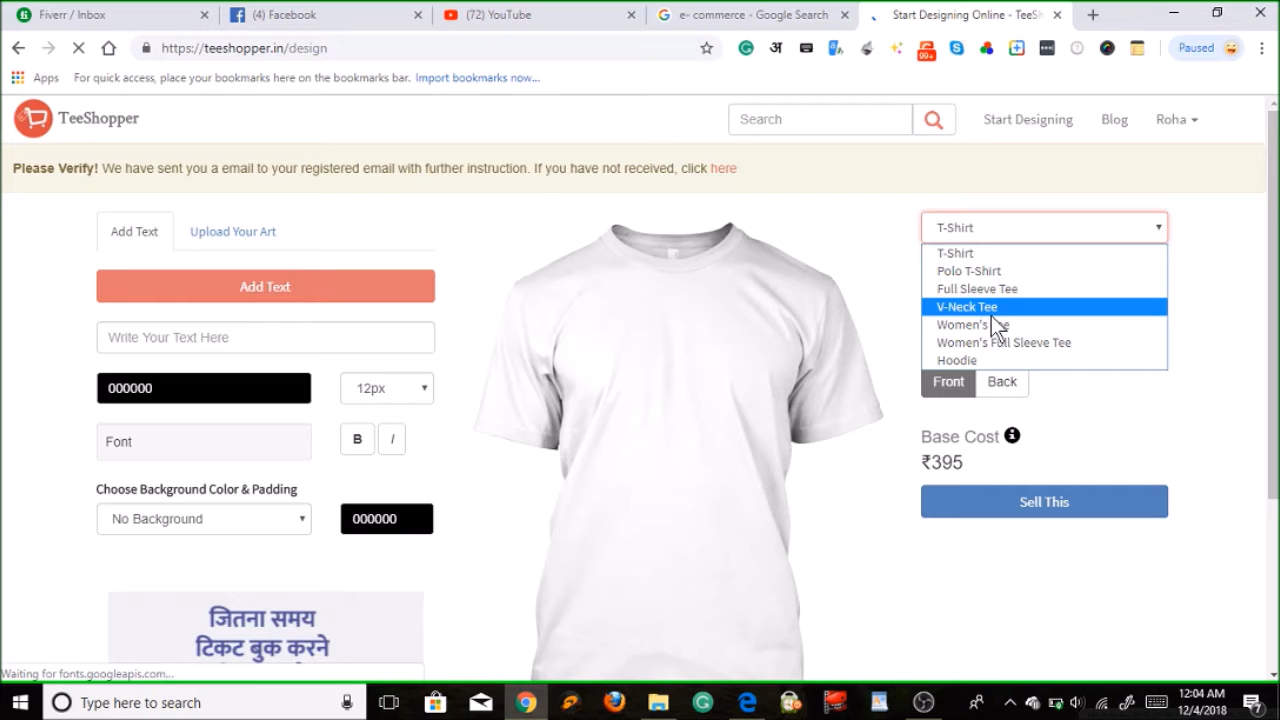 Fiverr / Inbox
(4) Facebook
(72) YouTube
e- commerce - Google Search
Start Designing Online - TeeSh
https://teeshopper.in/design
अ
99+
Paused
Apps
For quick access, place your bookmarks here on the bookmarks bar. Import bookmarks now...
TeeShopper
Search
Start Designing
Blog
Roha
Please Verify! We have sent you a email to your registered email with further instruction. If you have not received, click here
Add Text
Upload Your Art
T-Shirt
T-Shirt
Polo T-Shirt
Full Sleeve Tee
V-Neck Tee
Women's
Women's Full Sleeve Tee
Hoodie
Add Text
Write Your Text Here
000000
12px
Front
Back
Font
B
I
Base Cost
₹395
Choose Background Color & Padding
No Background
000000
Sell This
जितना समय
टिकट बुक करने
Waiting for fonts.googleapis.com...
Type here to search
12:04 AM
12/4/2018
7